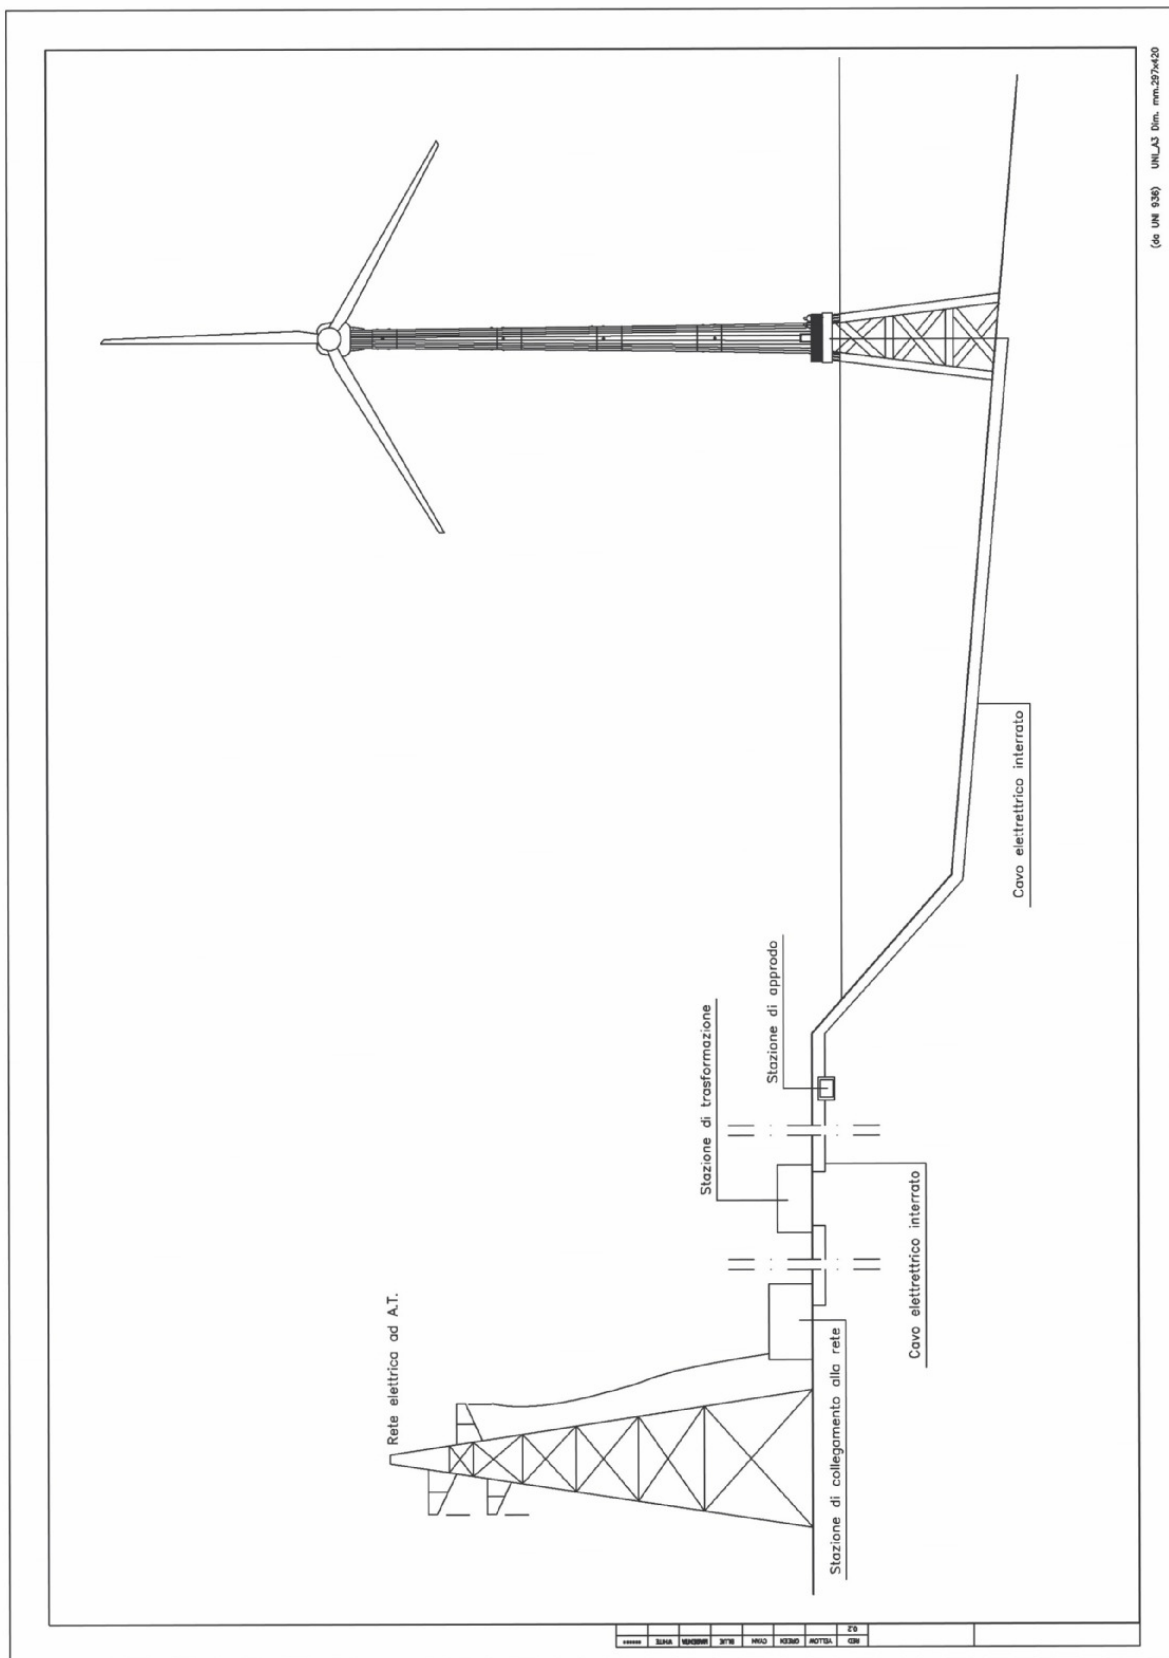 Rete elettrica ad A.T.
Stazione di collegamento alla rete
Cavo elettrettrico interrato
Stazione di trasformazione
Stazione di approdo
Cavo elettrettrico interrato
(da UNI 936) UNI_A3 Dim. mm.297x420
RED
YELLOW
GREEN
CYAN
BLUE
MAGENTA
WHITE
******
0.2